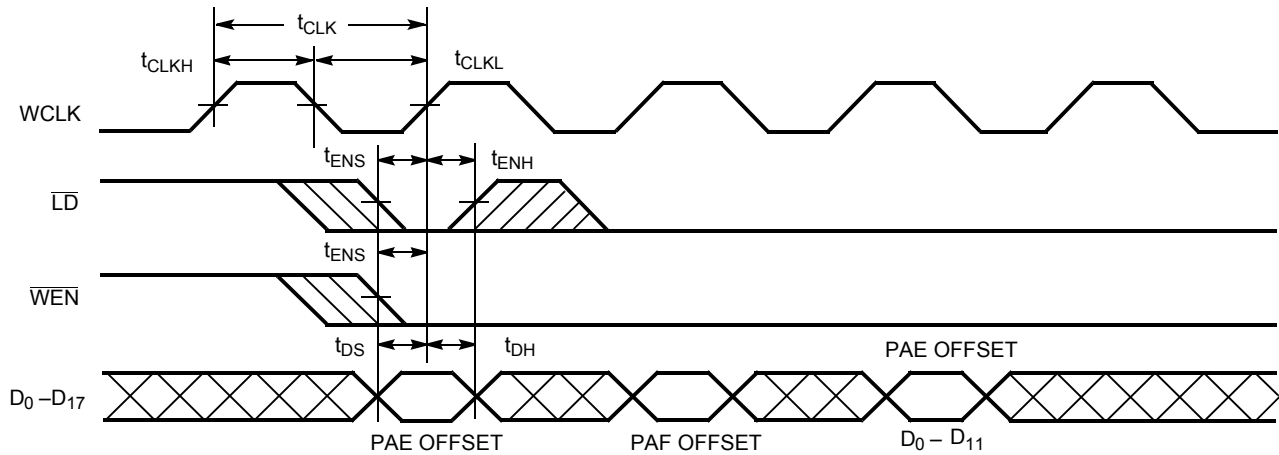 tCLK
tCLKH
tCLKL
WCLK
tENS
tENH
LD
tENS
WEN
tDS
tDH
PAE OFFSET
D0 –D17
PAE OFFSET
PAF OFFSET
D0 – D11